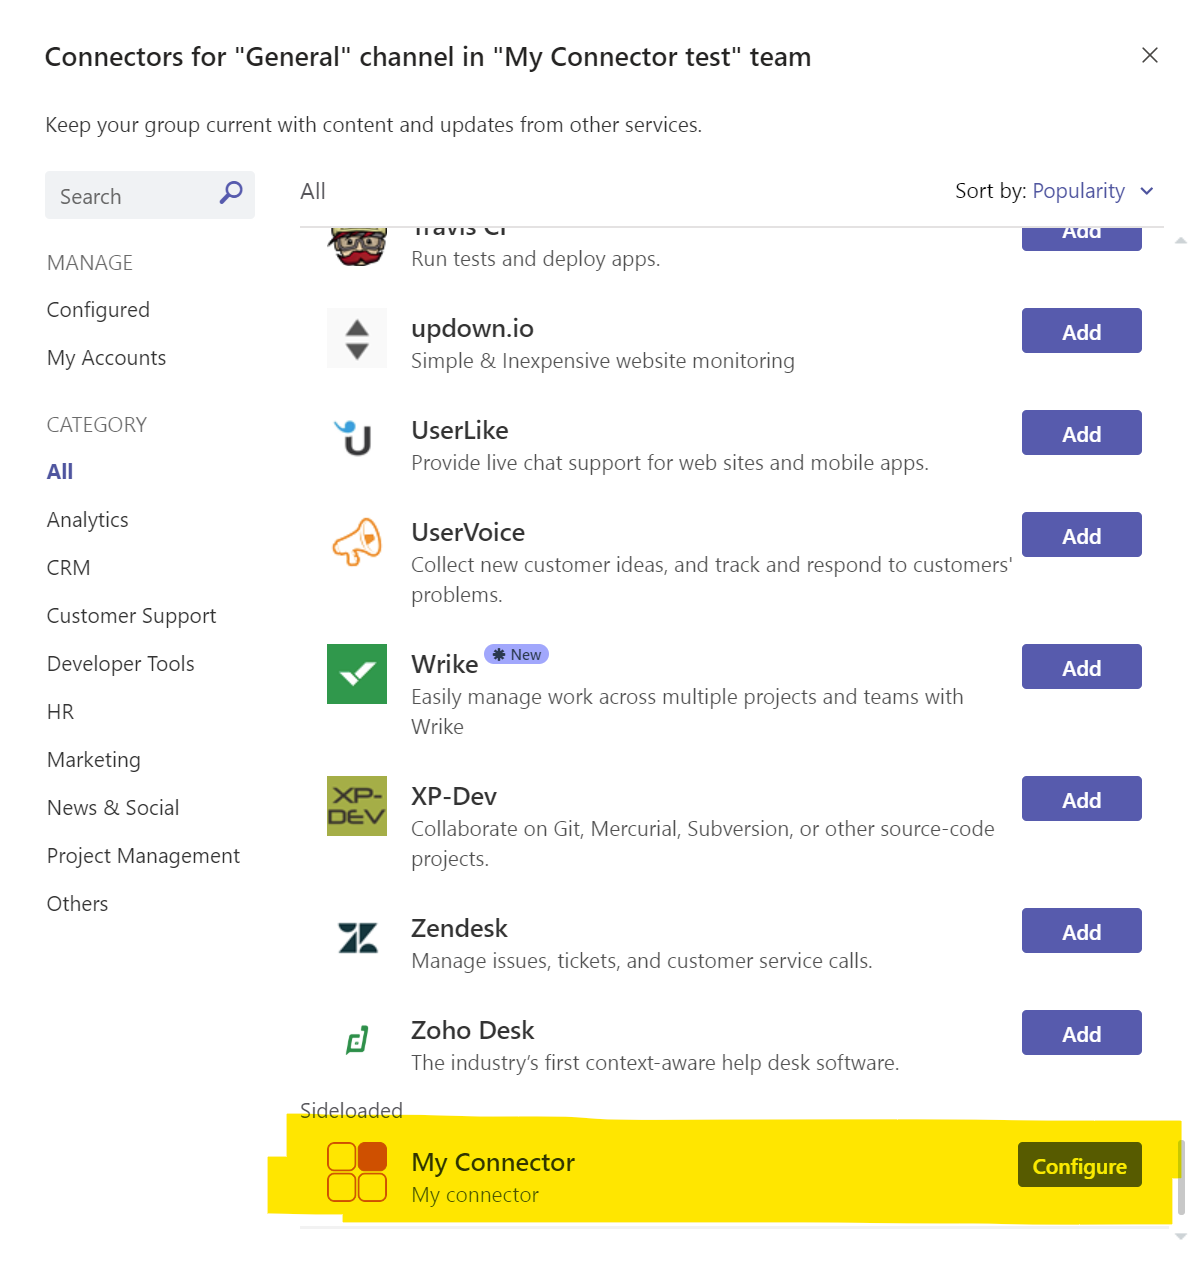 Connectors for "General" channel in "My Connector test" team
Keep your group current with content and updates from other services.
Search
All
Sort by: Popularity
MANAGE
Configured
My Accounts
CATEGORY
All
Analytics
CRM
Customer Support
Developer Tools
HR
Marketing
News & Social
Project Management
Others
Travis CI
Add
Run tests and deploy apps.
updown.io
Add
Simple & Inexpensive website monitoring
UserLike
Add
Provide live chat support for web sites and mobile apps.
UserVoice
Add
Collect new customer ideas, and track and respond to customers'
problems.
Wrike New
Add
Easily manage work across multiple projects and teams with
Wrike
XP-
DEV
XP-Dev
Add
Collaborate on Git, Mercurial, Subversion, or other source-code
projects.
Zendesk
Add
Manage issues, tickets, and customer service calls.
Zoho Desk
Add
The industry’s first context-aware help desk software.
Sideloaded
My Connector
Configure
My connector